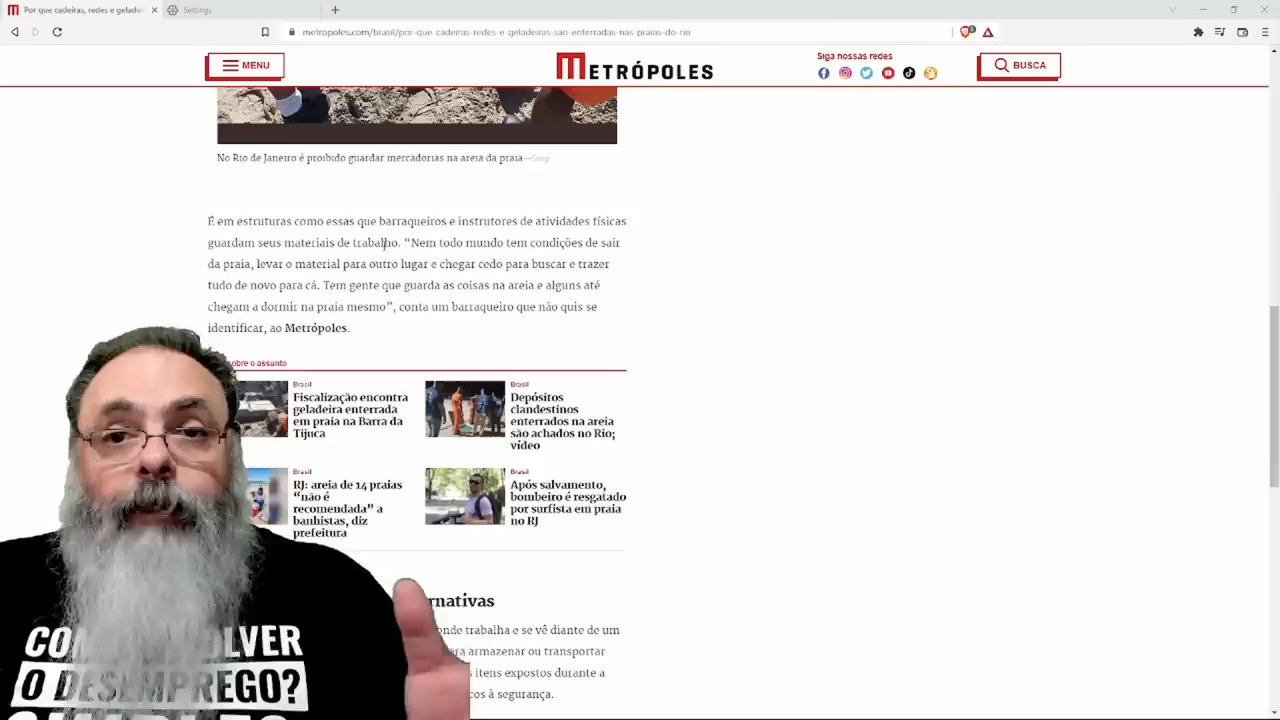 Por que cadeiras, redes e gelade
Settings
metropoles.com/brasil/por-que-cadeiras-redes-e-geladeiras-sao-enterradas-nas-praias-do-rio
MENU
METRÓPOLES
Siga nossas redes
BUSCA
No Rio de Janeiro é proibido guardar mercadorias na areia da praia—Seop
É em estruturas como essas que barraqueiros e instrutores de atividades físicas
guardam seus materiais de trabalho. “Nem todo mundo tem condições de sair
da praia, levar o material para outro lugar e chegar cedo para buscar e trazer
tudo de novo para cá. Tem gente que guarda as coisas na areia e alguns até
chegam a dormir na praia mesmo”, conta um barraqueiro que não quis se
identificar, ao Metrópoles.
obre o assunto
Brasil
Fiscalização encontra
geladeira enterrada
em praia na Barra da
Tijuca
Brasil
Depósitos
clandestinos
enterrados na areia
são achados no Rio;
vídeo
Brasil
RJ: areia de 14 praias
“não é
recomendada” a
banhistas, diz
prefeitura
Brasil
Após salvamento,
bombeiro é resgatado
por surfista em praia
no RJ
rnativas
onde trabalha e se vê diante de um
ara armazenar ou transportar
itens expostos durante a
cos à segurança.
O DESEMPREGO?